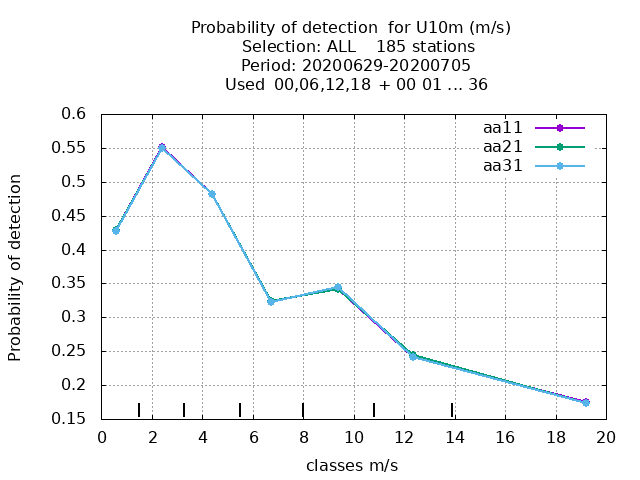 Probability of detection  for U10m (m/s)
Selection: ALL    185 stations
Period: 20200629-20200705
Used  00,06,12,18 + 00 01 ... 36
aa11
aa21
aa31
Probability of detection
0.6
0.55
0.5
0.45
0.4
0.35
0.3
0.25
0.2
0.15
0 2 4 6 8 10 12 14 16 18 20
classes m/s